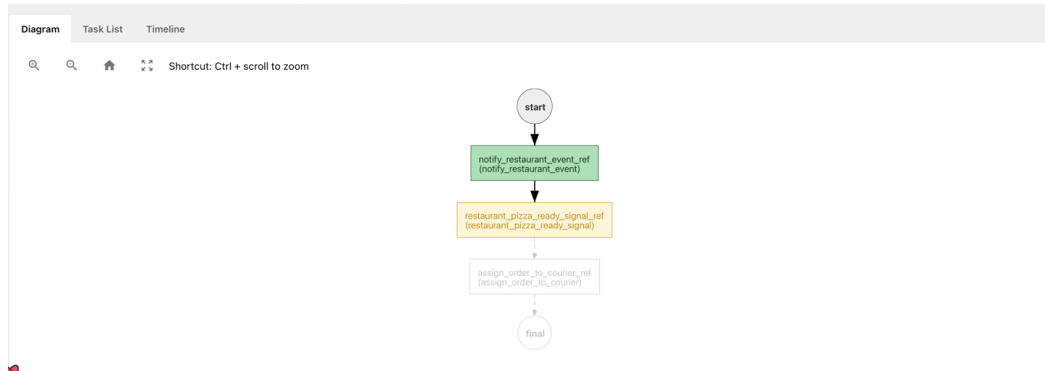 Diagram Task List Timeline
Shortcut: Ctrl + scroll to zoom
start
notify_restaurant_event_ref
(notify_restaurant_event)
restaurant_pizza_ready_signal_ref
(restaurant_pizza_ready_signal)
assign_order_to_courier_ref
(assign_order_to_courier)
final